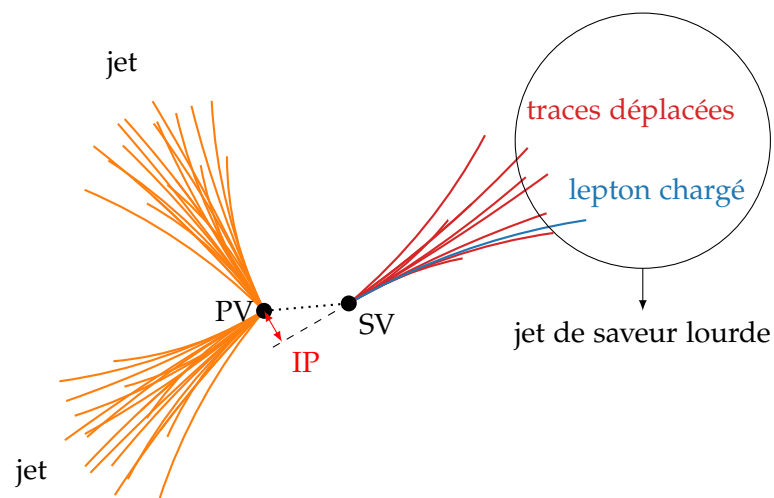 jet
traces déplacées
lepton chargé
PV
SV
jet de saveur lourde
IP
jet